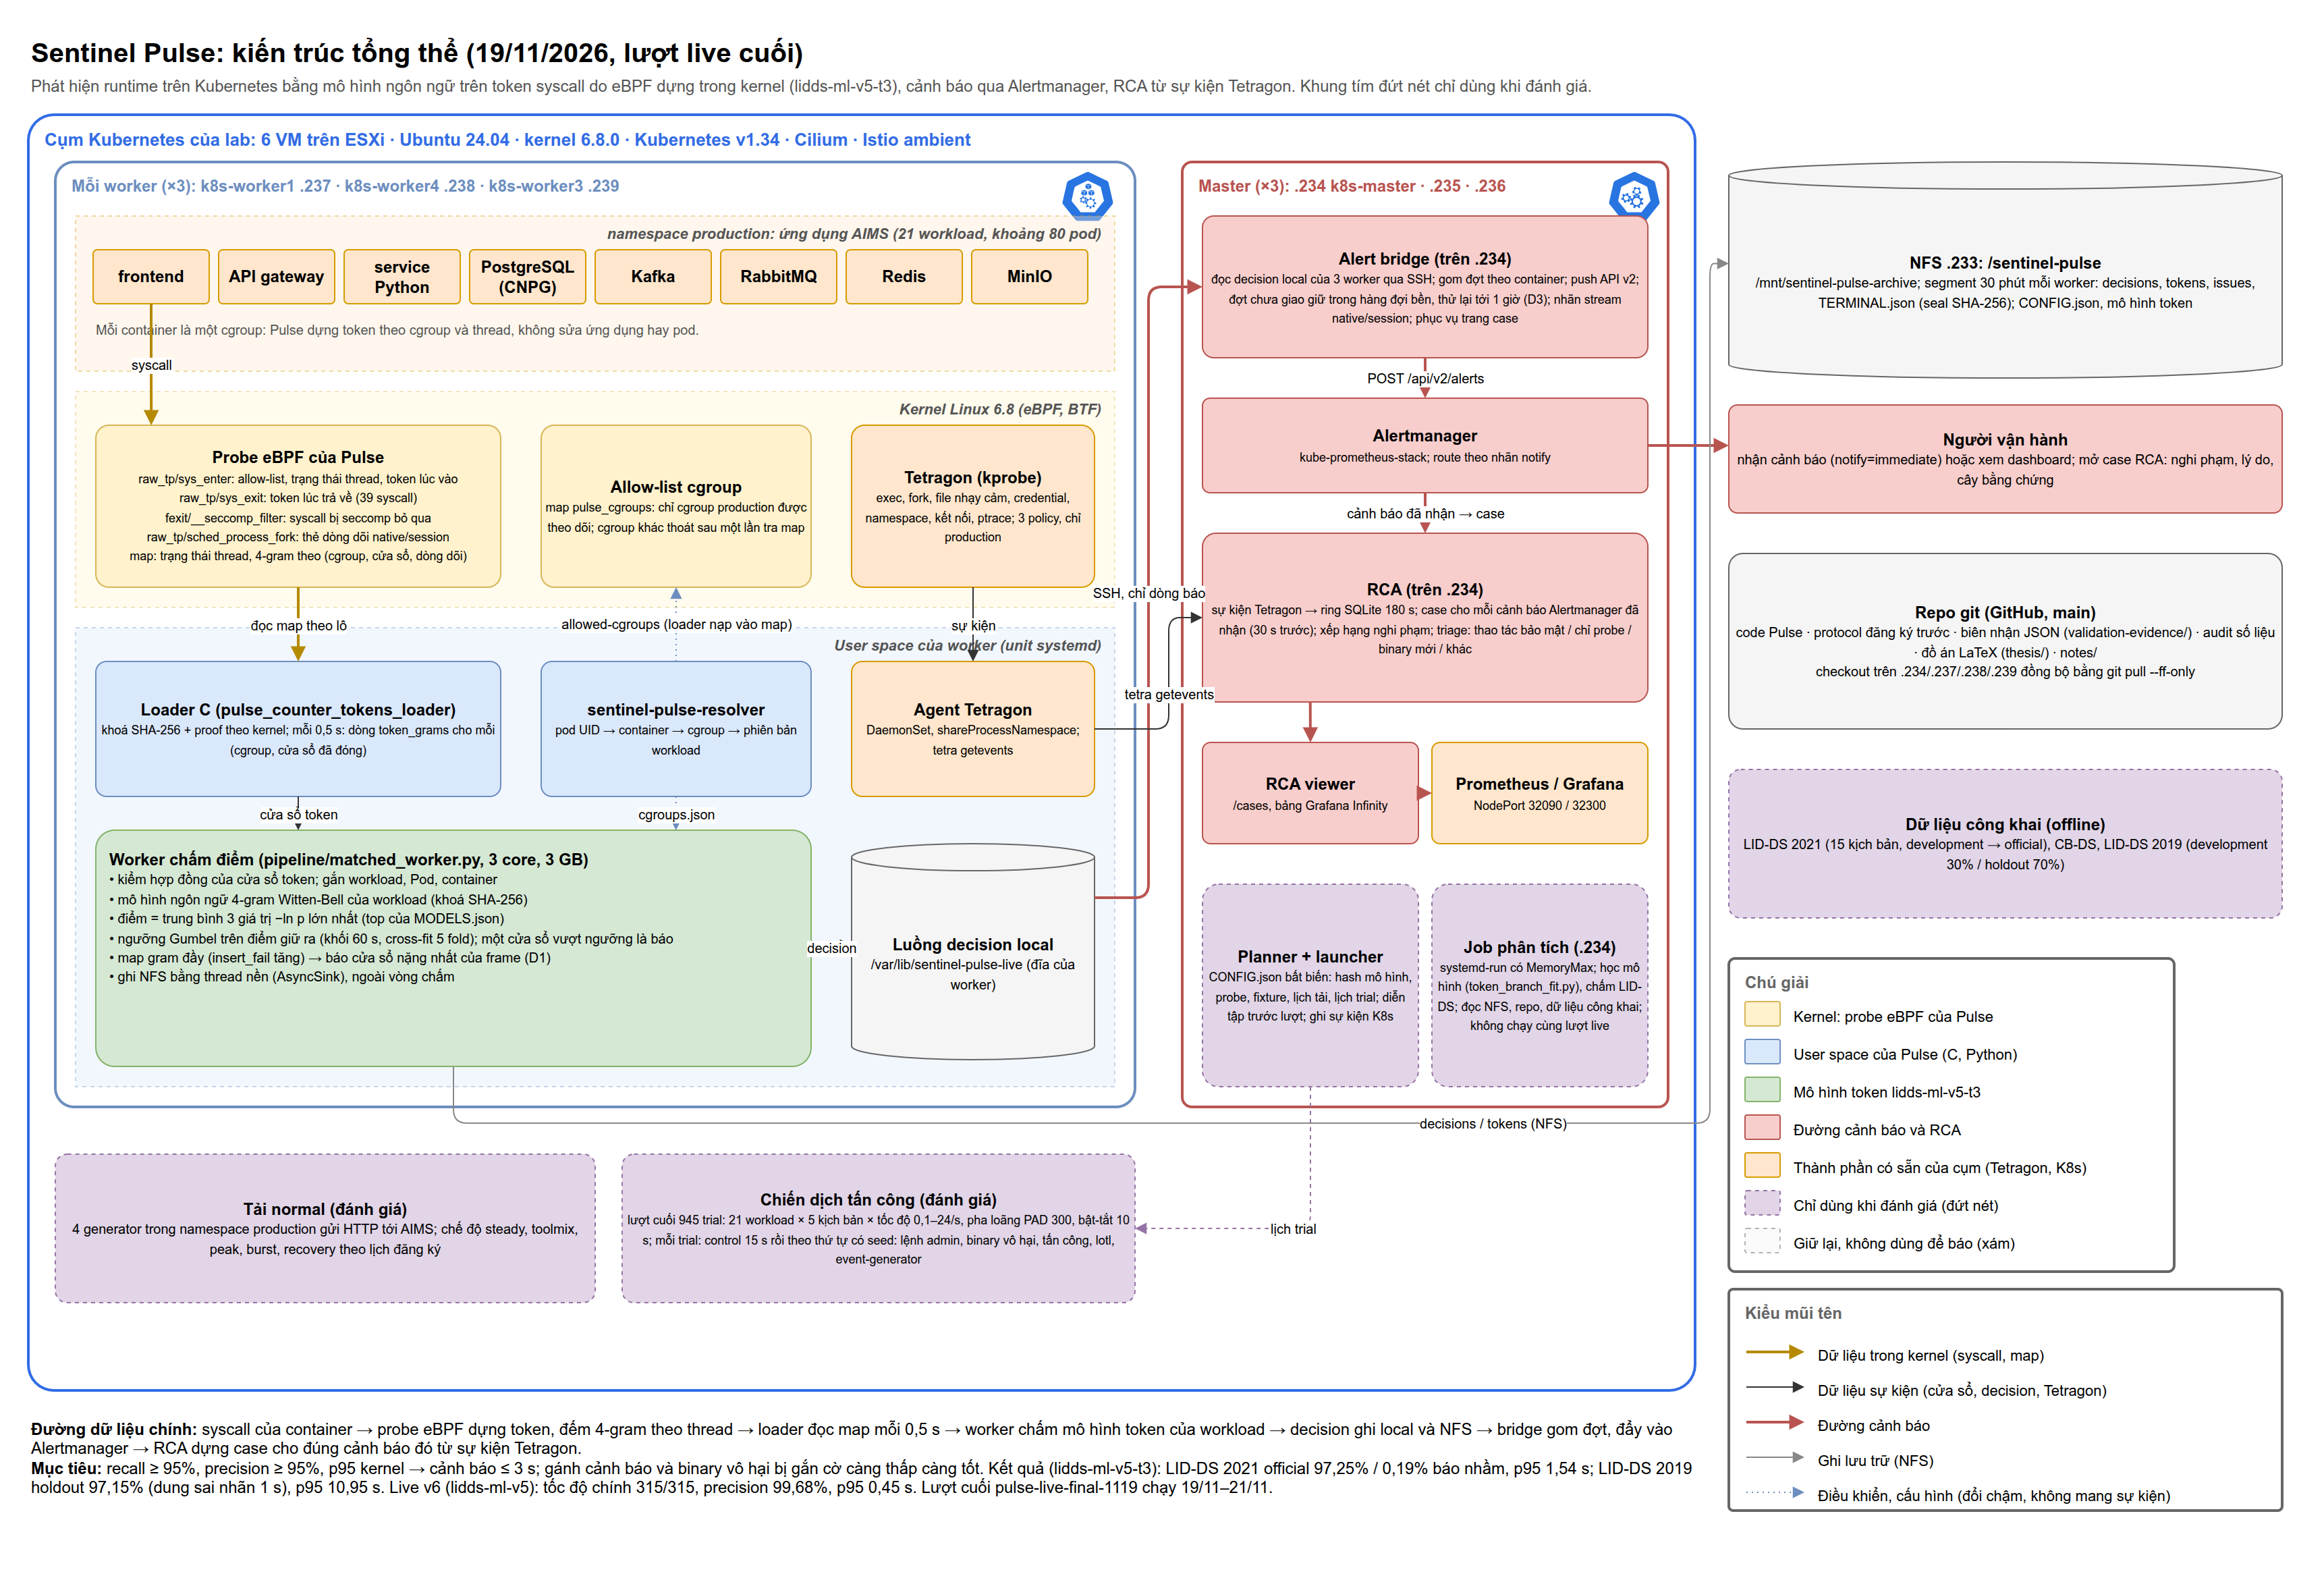 Sentinel Pulse: kiến trúc tổng thể (19/11/2026, lượt live cuối)
Phát hiện runtime trên Kubernetes bằng mô hình ngôn ngữ trên token syscall do eBPF dựng trong kernel (lidds-ml-v5-t3), cảnh báo qua Alertmanager, RCA từ sự kiện Tetragon. Khung tím đứt nét chỉ dùng khi đánh giá.
Cụm Kubernetes của lab: 6 VM trên ESXi · Ubuntu 24.04 · kernel 6.8.0 · Kubernetes v1.34 · Cilium · Istio ambient
Mỗi worker (×3): k8s-worker1 .237 · k8s-worker4 .238 · k8s-worker3 .239
namespace production: ứng dụng AIMS (21 workload, khoảng 80 pod)
frontend
API gateway
service
Python
PostgreSQL
(CNPG)
Kafka
RabbitMQ
Redis
MinIO
Mỗi container là một cgroup: Pulse dựng token theo cgroup và thread, không sửa ứng dụng hay pod.
syscall
Kernel Linux 6.8 (eBPF, BTF)
Probe eBPF của Pulse
raw_tp/sys_enter: allow-list, trạng thái thread, token lúc vào
raw_tp/sys_exit: token lúc trả về (39 syscall)
fexit/__seccomp_filter: syscall bị seccomp bỏ qua
raw_tp/sched_process_fork: thẻ dòng dõi native/session
map: trạng thái thread, 4-gram theo (cgroup, cửa sổ, dòng dõi)
Allow-list cgroup
map pulse_cgroups: chỉ cgroup production được
theo dõi; cgroup khác thoát sau một lần tra map
Tetragon (kprobe)
exec, fork, file nhạy cảm, credential,
namespace, kết nối, ptrace; 3 policy, chỉ
production
đọc map theo lô
allowed-cgroups (loader nạp vào map)
sự kiện
User space của worker (unit systemd)
Loader C (pulse_counter_tokens_loader)
khoá SHA-256 + proof theo kernel; mỗi 0,5 s: dòng token_grams cho mỗi
(cgroup, cửa sổ đã đóng)
sentinel-pulse-resolver
pod UID → container → cgroup → phiên bản
workload
Agent Tetragon
DaemonSet, shareProcessNamespace;
tetra getevents
cửa sổ token
cgroups.json
Worker chấm điểm (pipeline/matched_worker.py, 3 core, 3 GB)
• kiểm hợp đồng của cửa sổ token; gắn workload, Pod, container
• mô hình ngôn ngữ 4-gram Witten-Bell của workload (khoá SHA-256)
• điểm = trung bình 3 giá trị −ln p lớn nhất (top của MODELS.json)
• ngưỡng Gumbel trên điểm giữ ra (khối 60 s, cross-fit 5 fold); một cửa sổ vượt ngưỡng là báo
• map gram đầy (insert_fail tăng) → báo cửa sổ nặng nhất của frame (D1)
• ghi NFS bằng thread nền (AsyncSink), ngoài vòng chấm
decision
Luồng decision local
/var/lib/sentinel-pulse-live (đĩa của
worker)
SSH, chỉ dòng báo
tetra getevents
Master (×3): .234 k8s-master · .235 · .236
Alert bridge (trên .234)
đọc decision local của 3 worker qua SSH; gom đợt theo container; push API v2;
đợt chưa giao giữ trong hàng đợi bền, thử lại tới 1 giờ (D3); nhãn stream
native/session; phục vụ trang case
POST /api/v2/alerts
Alertmanager
kube-prometheus-stack; route theo nhãn notify
cảnh báo đã nhận → case
RCA (trên .234)
sự kiện Tetragon → ring SQLite 180 s; case cho mỗi cảnh báo Alertmanager đã
nhận (30 s trước); xếp hạng nghi phạm; triage: thao tác bảo mật / chỉ probe /
binary mới / khác
RCA viewer
/cases, bảng Grafana Infinity
Prometheus / Grafana
NodePort 32090 / 32300
Planner + launcher
CONFIG.json bất biến: hash mô hình,
probe, fixture, lịch tải, lịch trial; diễn
tập trước lượt; ghi sự kiện K8s
Job phân tích (.234)
systemd-run có MemoryMax; học mô
hình (token_branch_fit.py), chấm LID-
DS; đọc NFS, repo, dữ liệu công khai;
không chạy cùng lượt live
decisions / tokens (NFS)
Tải normal (đánh giá)
4 generator trong namespace production gửi HTTP tới AIMS; chế độ steady, toolmix,
peak, burst, recovery theo lịch đăng ký
Chiến dịch tấn công (đánh giá)
lượt cuối 945 trial: 21 workload × 5 kịch bản × tốc độ 0,1–24/s, pha loãng PAD 300, bật-tắt 10
s; mỗi trial: control 15 s rồi theo thứ tự có seed: lệnh admin, binary vô hại, tấn công, lotl,
event-generator
lịch trial
NFS .233: /sentinel-pulse
/mnt/sentinel-pulse-archive; segment 30 phút mỗi worker: decisions, tokens, issues,
TERMINAL.json (seal SHA-256); CONFIG.json, mô hình token
Người vận hành
nhận cảnh báo (notify=immediate) hoặc xem dashboard; mở case RCA: nghi phạm, lý do,
cây bằng chứng
Repo git (GitHub, main)
code Pulse · protocol đăng ký trước · biên nhận JSON (validation-evidence/) · audit số liệu
· đồ án LaTeX (thesis/) · notes/
checkout trên .234/.237/.238/.239 đồng bộ bằng git pull --ff-only
Dữ liệu công khai (offline)
LID-DS 2021 (15 kịch bản, development → official), CB-DS, LID-DS 2019 (development
30% / holdout 70%)
Chú giải
Kernel: probe eBPF của Pulse
User space của Pulse (C, Python)
Mô hình token lidds-ml-v5-t3
Đường cảnh báo và RCA
Thành phần có sẵn của cụm (Tetragon, K8s)
Chỉ dùng khi đánh giá (đứt nét)
Giữ lại, không dùng để báo (xám)
Kiểu mũi tên
Dữ liệu trong kernel (syscall, map)
Dữ liệu sự kiện (cửa sổ, decision, Tetragon)
Đường cảnh báo
Ghi lưu trữ (NFS)
Điều khiển, cấu hình (đổi chậm, không mang sự kiện)
Đường dữ liệu chính: syscall của container → probe eBPF dựng token, đếm 4-gram theo thread → loader đọc map mỗi 0,5 s → worker chấm mô hình token của workload → decision ghi local và NFS → bridge gom đợt, đẩy vào
Alertmanager → RCA dựng case cho đúng cảnh báo đó từ sự kiện Tetragon.
Mục tiêu: recall ≥ 95%, precision ≥ 95%, p95 kernel → cảnh báo ≤ 3 s; gánh cảnh báo và binary vô hại bị gắn cờ càng thấp càng tốt. Kết quả (lidds-ml-v5-t3): LID-DS 2021 official 97,25% / 0,19% báo nhầm, p95 1,54 s; LID-DS 2019
holdout 97,15% (dung sai nhãn 1 s), p95 10,95 s. Live v6 (lidds-ml-v5): tốc độ chính 315/315, precision 99,68%, p95 0,45 s. Lượt cuối pulse-live-final-1119 chạy 19/11–21/11.